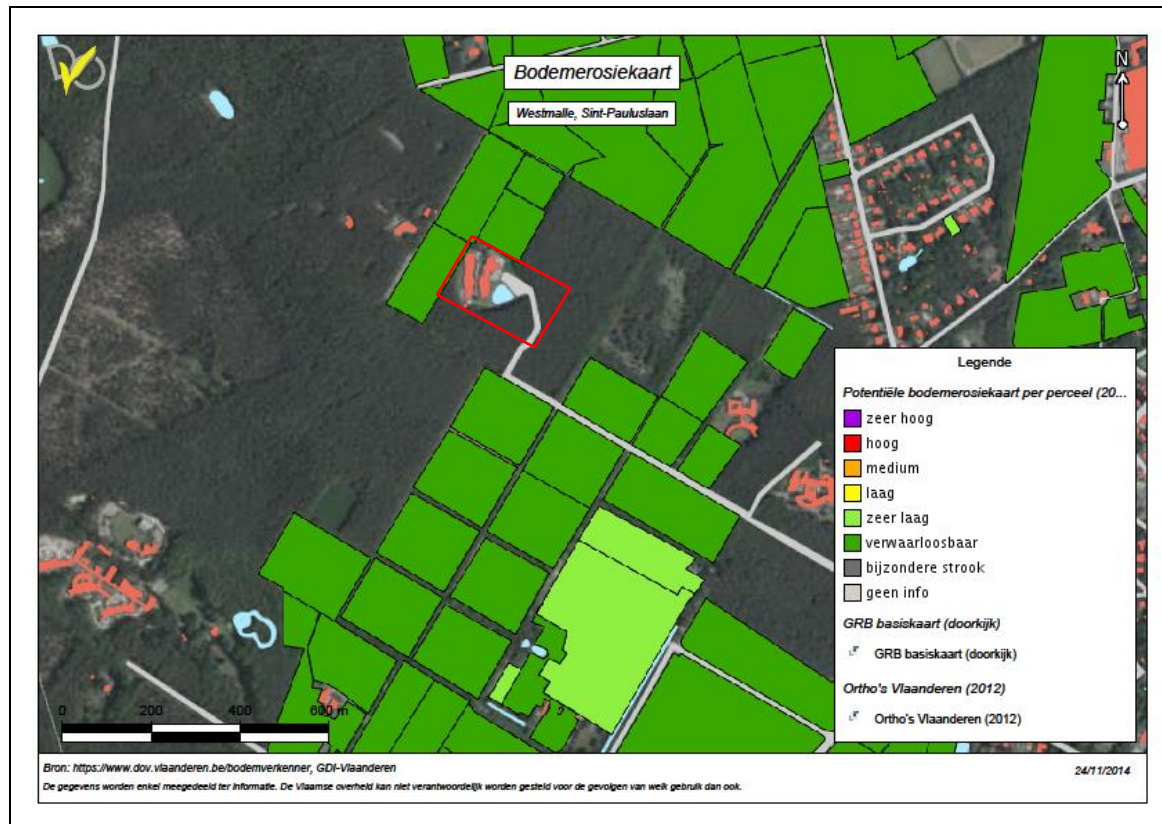 Bodemerosiekaart
Westmalle, Sint-Pauluslaan
N
Legende
Potentiële bodemerosiekaart per perceel (20...
zeer hoog
hoog
medium
laag
zeer laag
verwaarloosbaar
bijzondere strook
geen info
GRB basiskaart (doorkijk)
GRB basiskaart (doorkijk)
Ortho's Vlaanderen (2012)
Ortho's Vlaanderen (2012)
0 200 400 600 m
Bron: https://www.dov.vlaanderen.be/bodemverkenner, GDI-Vlaanderen
24/11/2014
De gegevens worden enkel meegedeeld ter informatie. De Vlaamse overheid kan niet verantwoordelijk worden gesteld voor de gevolgen van welk gebruik dan ook.